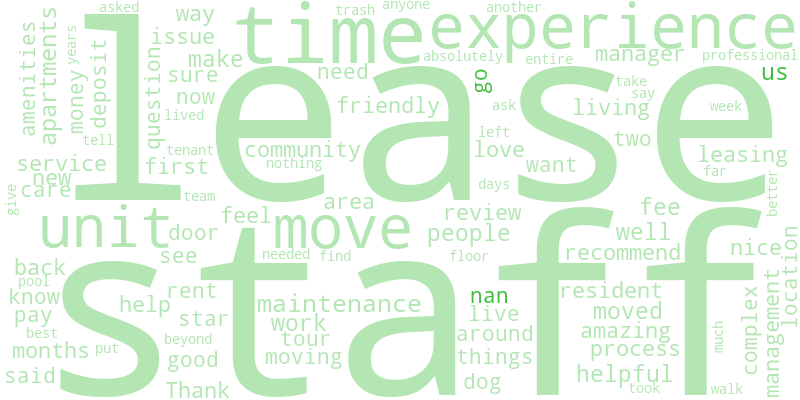 asked
trash
anyone
another
way
time
experience
issue
absolutely
entire
manager
professional
make
amenities
apartments
years
money
deposit
question
sure
need
go
us
lease
now
friendly
ask
living
take
say
week
lived
tell
tenant
community
nothing
left
love
two
leasing
service
first
want
far
new
care
team
days
better
give
area
unit
feel
move
review
fee
door
people
well
see
needed
find
floor
recommend
nice
back
pool
know
rent
help
staff
maintenance
nan
resident
location
pay
star
live
moved
best
beyond
work
around
amazing
months
put
tour
moving
things
process
much
complex
management
said
good
Thank
dog
helpful
took
walk